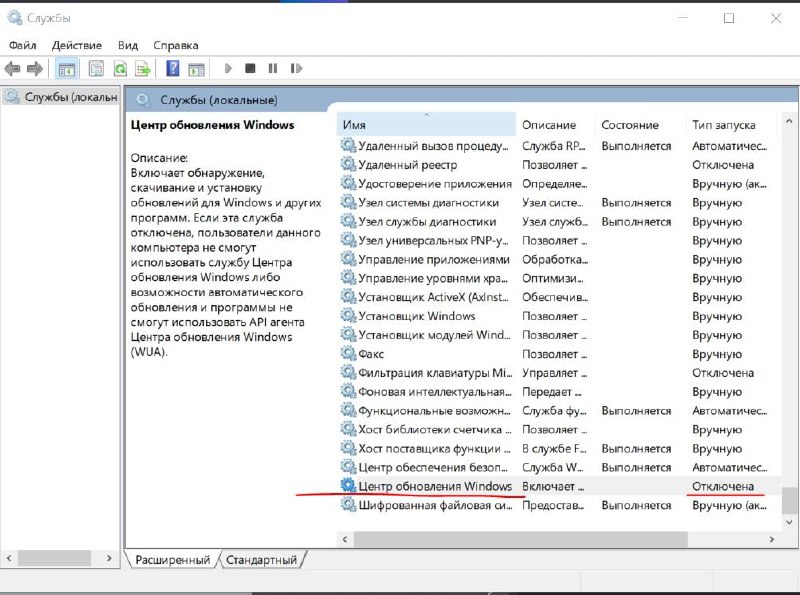 Службы
Файл Действие Вид Справка
Службы (локальн
Службы (локальные)
Центр обновления Windows
Описание:
Включает обнаружение,
скачивание и установку
обновлений для Windows и других
программ. Если эта служба
отключена, пользователи данного
компьютера не смогут
использовать службу Центра
обновления Windows либо
возможности автоматического
обновления и программы не
смогут использовать API агента
Центра обновления Windows
(WUA).
Имя Описание Состояние Тип запуска
Удаленный вызов процеду... Служба RP... Выполняется Автоматичес...
Удаленный реестр Позволяет ... Отключена
Удостоверение приложения Определяе... Вручную (ак...
Узел системы диагностики Узел систе... Выполняется Вручную
Узел службы диагностики Узел служб... Выполняется Вручную
Узел универсальных PNP-у... Позволяет ... Вручную
Управление приложениями Обработка... Вручную
Управление уровнями хра... Оптимизи... Вручную
Установщик ActiveX (AxInst... Обеспечив... Вручную
Установщик Windows Позволяет ... Вручную
Установщик модулей Wind... Позволяет ... Вручную
Факс Позволяет ... Вручную
Фильтрация клавиатуры Mi... Управляет ... Отключена
Фоновая интеллектуальная... Передает ... Вручную
Функциональные возможн... Служба фу... Выполняется Автоматичес...
Хост библиотеки счетчика ... Позволяет ... Вручную
Хост поставщика функции ... В службе F... Выполняется Вручную
Центр обеспечения безоп... Служба W... Выполняется Автоматичес...
Центр обновления Windows Включает ... Отключена
Шифрованная файловая си... Предостав... Выполняется Вручную (ак...
Расширенный Стандартный